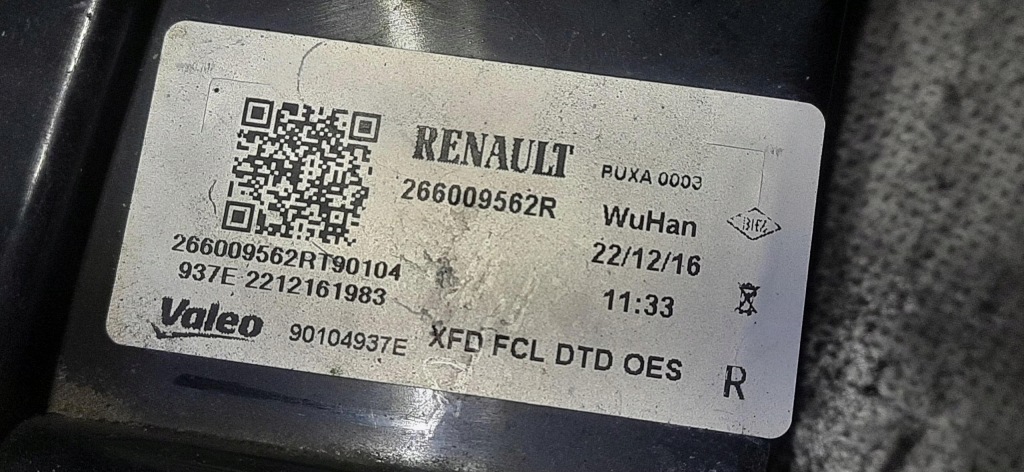 RENAULT
266009562R
PUXA 0003
WuHan
22/12/16
11:33
266009562RT90104
937E 2212161983
Valeo
90104937E
XFD FCL DTD OES
R